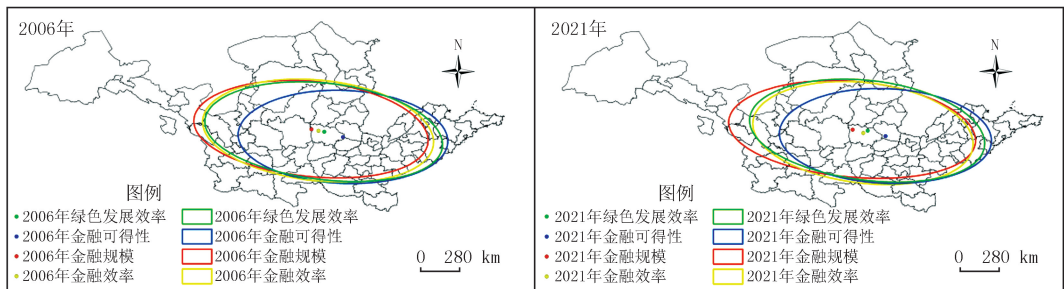 2006年
N
图例
2006年绿色发展效率 2006年绿色发展效率
2006年金融可得性 2006年金融可得性
2006年金融规模 2006年金融规模
2006年金融效率 2006年金融效率
0 280 km
2021年
N
图例
2021年绿色发展效率 2021年绿色发展效率
2021年金融可得性 2021年金融可得性
2021年金融规模 2021年金融规模
2021年金融效率 2021年金融效率
0 280 km